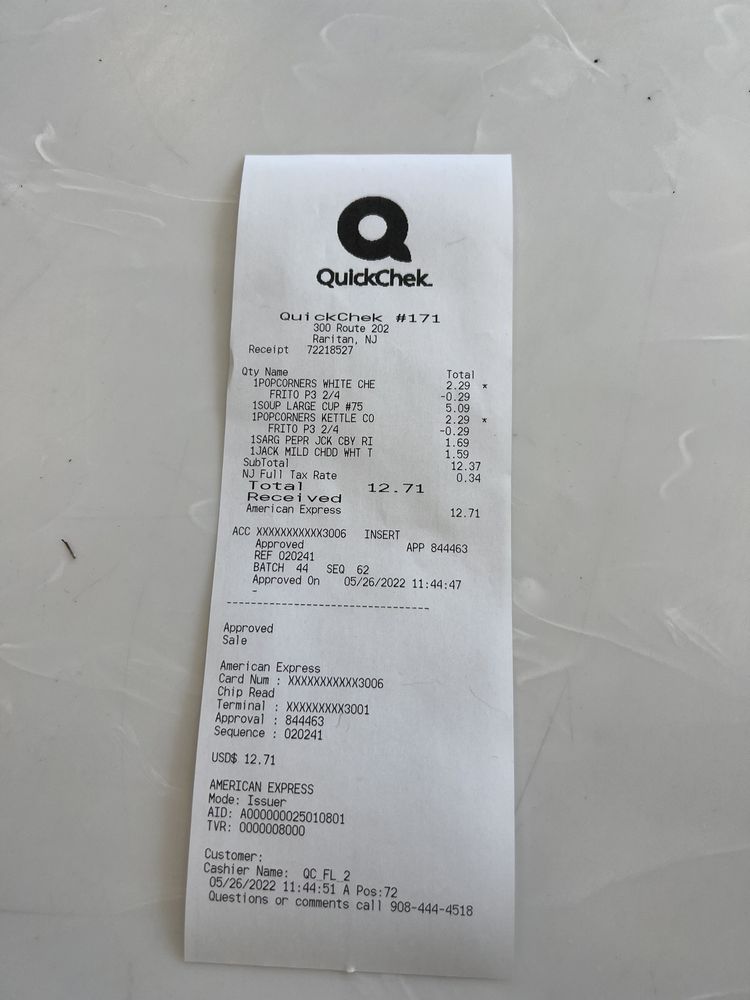 QuickChek
QuickChek #171
300 Route 202
Raritan, NJ
Receipt 72218527
Qty Name Total
1POPCORNERS WHITE CHE 2.29 *
FRITO P3 2/4 -0.29
1SOUP LARGE CUP #75 5.09
1POPCORNERS KETTLE CO 2.29 *
FRITO P3 2/4 -0.29
1SARG PEPR JCK CBY RI 1.69
1JACK MILD CHDD WHT T 1.59
SubTotal 12.37
NJ Full Tax Rate 0.34
Total 12.71
Received
American Express 12.71
ACC XXXXXXXXXXX3006 INSERT
Approved APP 844463
REF 020241
BATCH 44 SEQ 62
Approved On 05/26/2022 11:44:47
-
--------------------------------
Approved
Sale
American Express
Card Num : XXXXXXXXXXX3006
Chip Read
Terminal : XXXXXXXXX3001
Approval : 844463
Sequence : 020241
USD$ 12.71
AMERICAN EXPRESS
Mode: Issuer
AID: A000000025010801
TVR: 0000008000
Customer:
Cashier Name: QC_FL_2
05/26/2022 11:44:51 A Pos:72
Questions or comments call 908-444-4518